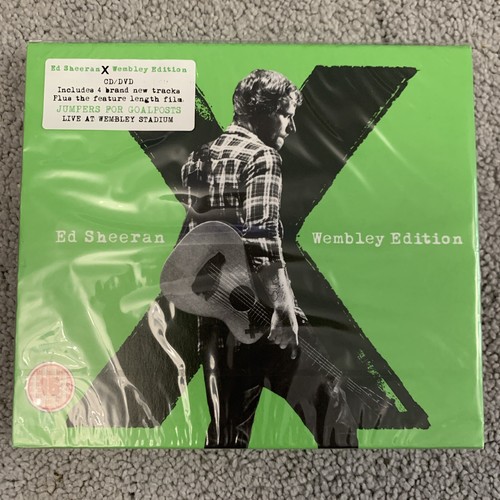 Ed Sheeran X Wembley Edition
CD/DVD
Includes 4 brand new tracks
Plus the feature length film,
JUMPERS FOR GOALPOSTS
LIVE AT WEMBLEY STADIUM
X
Ed Sheeran
Wembley Edition